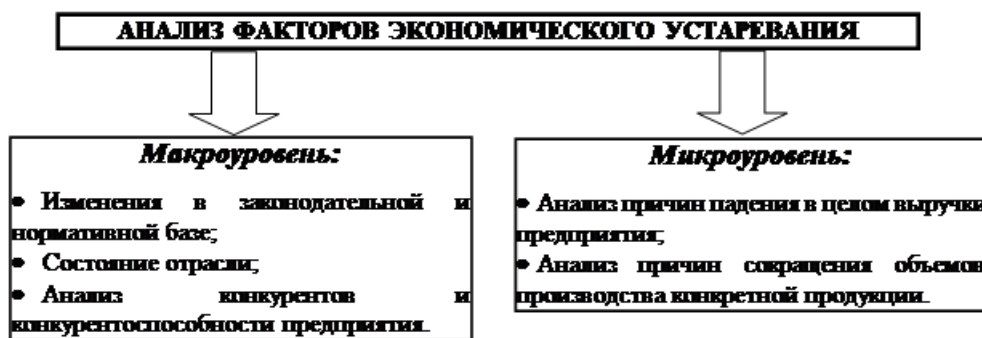 АНАЛИЗ ФАКТОРОВ ЭКОНОМИЧЕСКОГО УСТАРЕВАНИЯ
Макроуровень:
• Изменения в законодательной и
нормативной базе;
• Состояние отрасли;
• Анализ конкурентов и
конкурентоспособности предприятия.
Микроуровень:
• Анализ причин падения в целом выручки
предприятия;
• Анализ причин сокращения объемов
производства конкретной продукции.